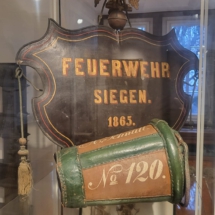 FEUERWEHR
SIEGEN.
1863.
No 120.